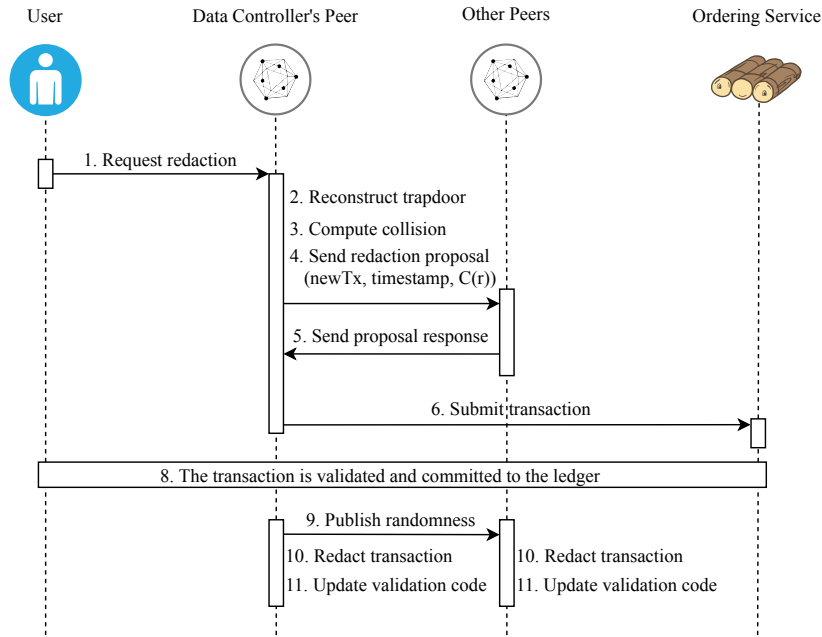 User
Data Controller's Peer
Other Peers
Ordering Service
1. Request redaction
2. Reconstruct trapdoor
3. Compute collision
4. Send redaction proposal
(newTx, timestamp, C(r))
5. Send proposal response
6. Submit transaction
8. The transaction is validated and committed to the ledger
9. Publish randomness
10. Redact transaction
10. Redact transaction
11. Update validation code
11. Update validation code